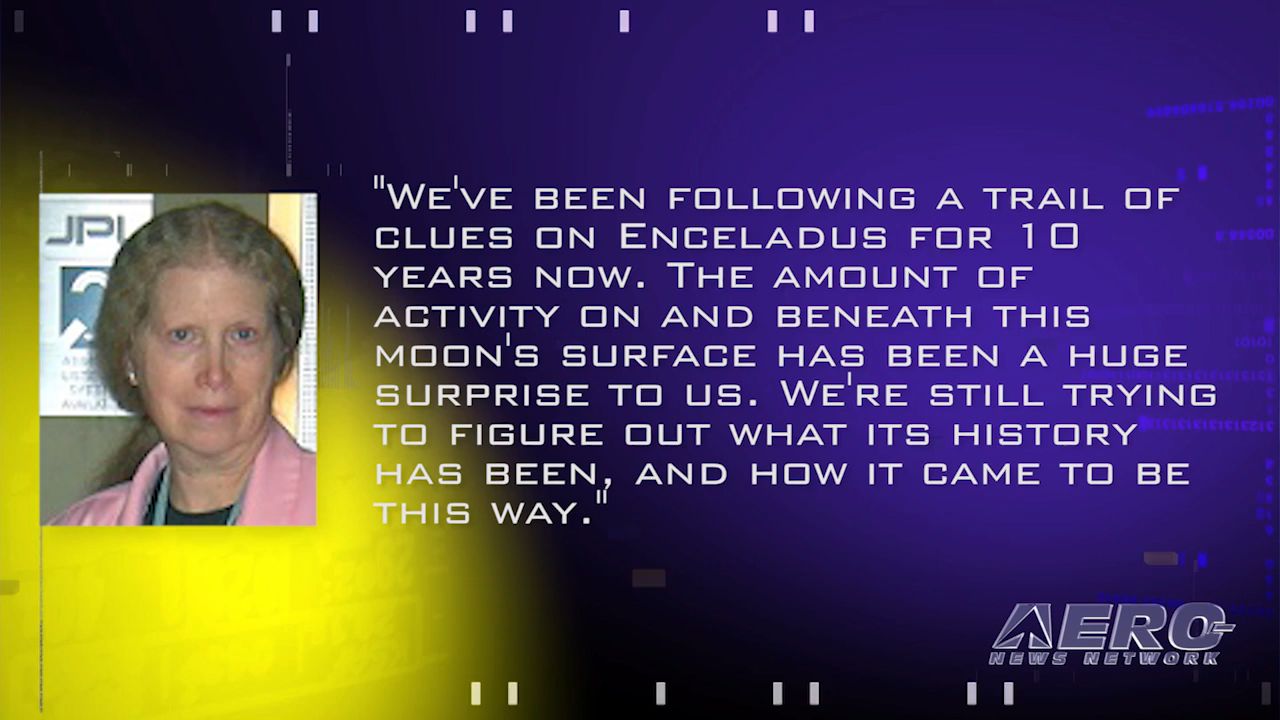 JPL
"We've been following a trail of
clues on Enceladus for 10
years now. The amount of
activity on and beneath this
moon's surface has been a huge
surprise to us. We're still trying
to figure out what its history
has been, and how it came to be
this way."
AERO
NEWS NETWORK